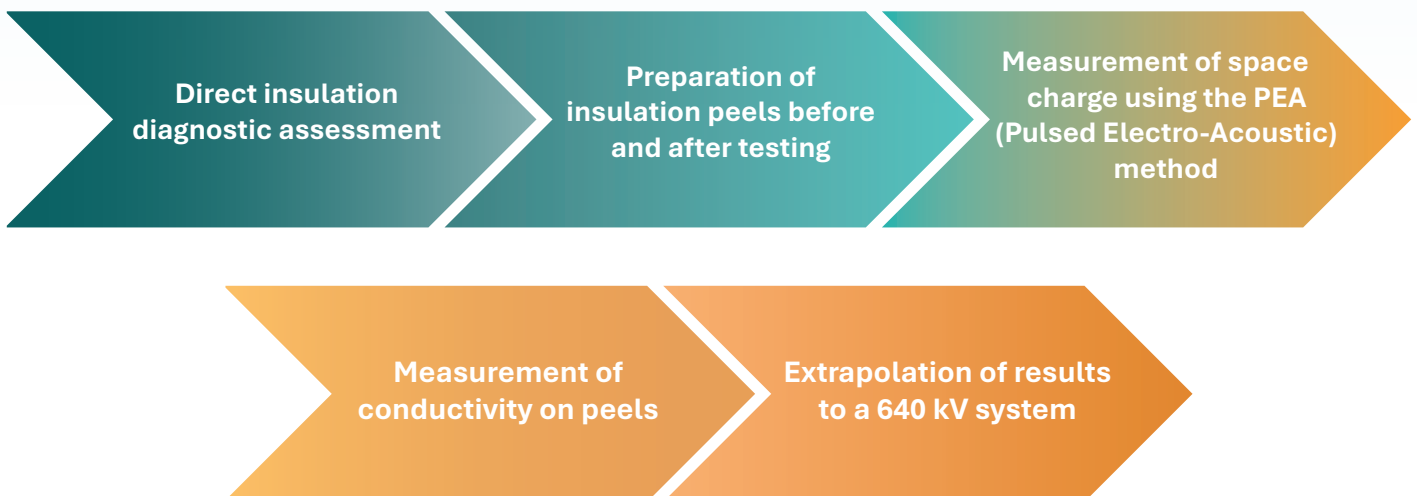 Direct insulation
diagnostic assessment
Preparation of
insulation peels before
and after testing
Measurement of space
charge using the PEA
(Pulsed Electro-Acoustic)
method
Measurement of
conductivity on peels
Extrapolation of results
to a 640 kV system